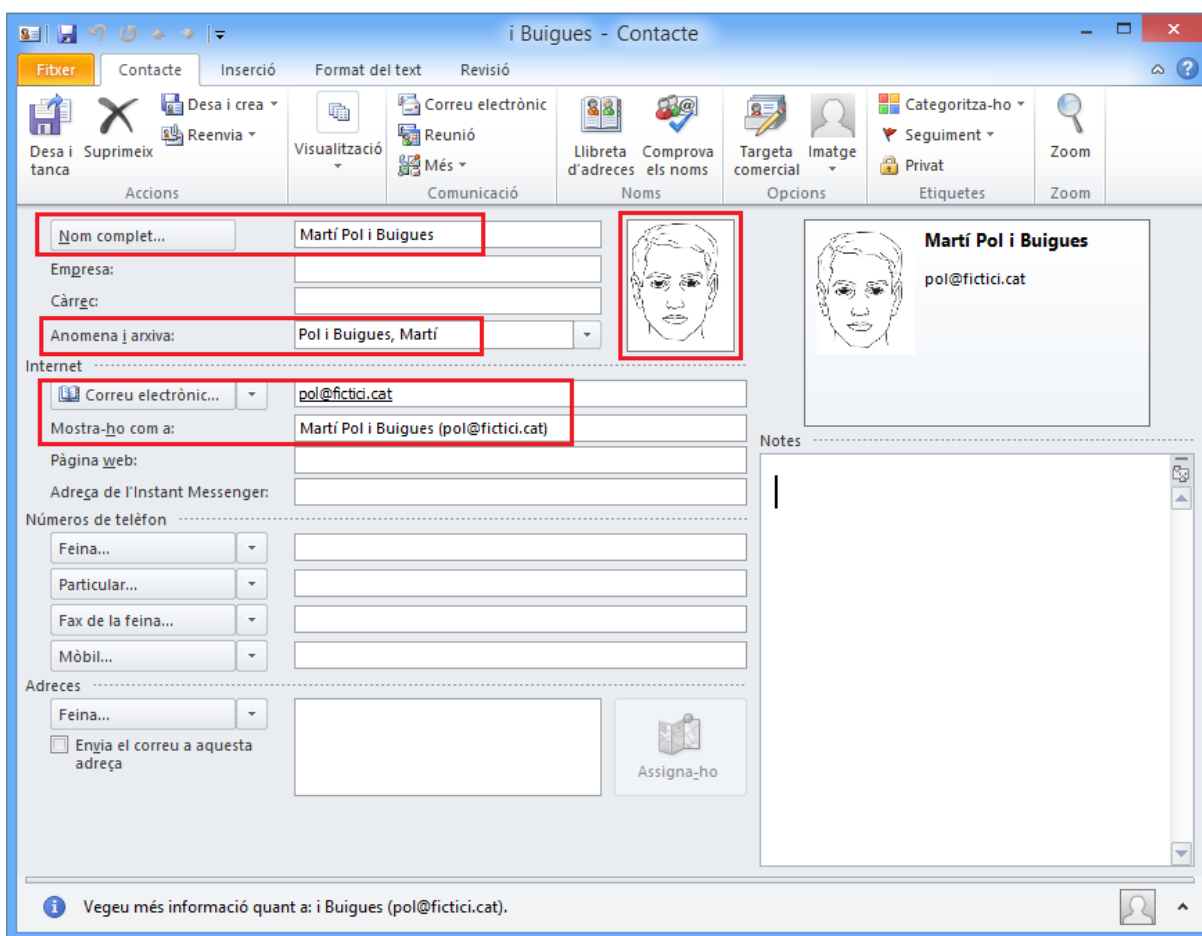 i Buigues - Contacte
Fitxer Contacte Inserció Format del text Revisió
Desa i tanca
Suprimeix
Desa i crea
Reenvia
Accions
Visualització
Correu electrònic
Reunió
Més
Comunicació
Llibreta d'adreces
Comprova els noms
Noms
Targeta comercial
Imatge
Opcions
Categoritza-ho
Seguiment
Privat
Etiquetes
Zoom
Zoom
Nom complet... Martí Pol i Buigues
Empresa:
Càrrec:
Anomena i arxiva: Pol i Buigues, Martí
Martí Pol i Buigues
pol@fictici.cat
Internet
Correu electrònic... pol@fictici.cat
Mostra-ho com a: Martí Pol i Buigues (pol@fictici.cat)
Pàgina web:
Adreça de l'Instant Messenger:
Notes
Números de telèfon
Feina...
Particular...
Fax de la feina...
Mòbil...
Adreces
Feina...
Envia el correu a aquesta
adreça
Assigna-ho
Vegeu més informació quant a: i Buigues (pol@fictici.cat).